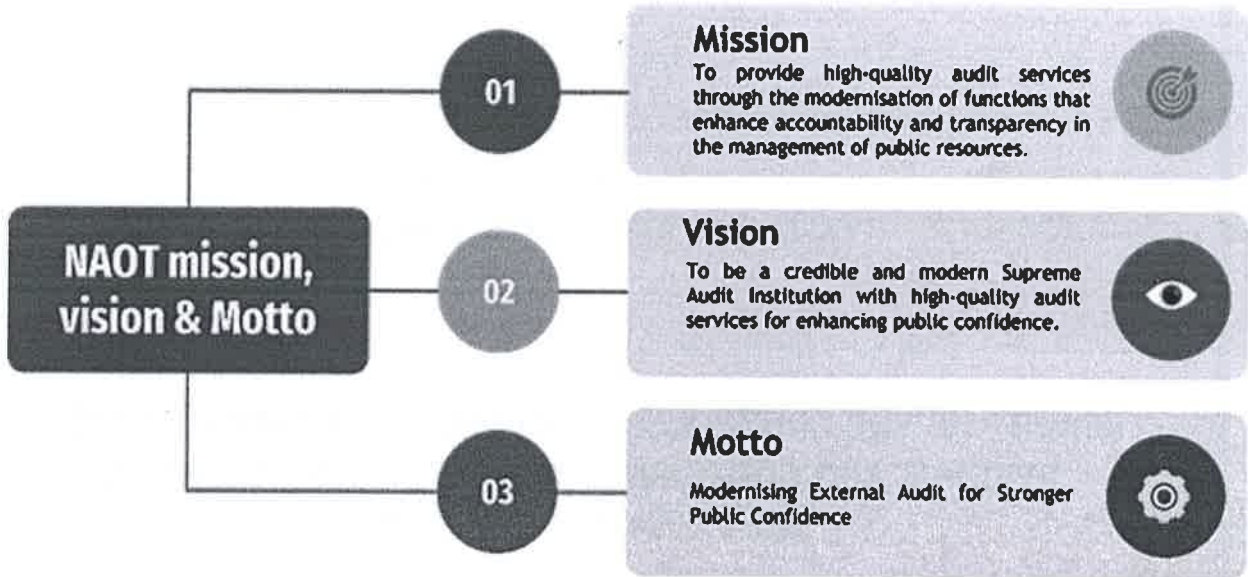 NAOT mission,
vision & Motto
01
Mission
To provide high-quality audit services
through the modernisation of functions that
enhance accountability and transparency in
the management of public resources.
02
Vision
To be a credible and modern Supreme
Audit Institution with high-quality audit
services for enhancing public confidence.
03
Motto
Modernising External Audit for Stronger
Public Confidence